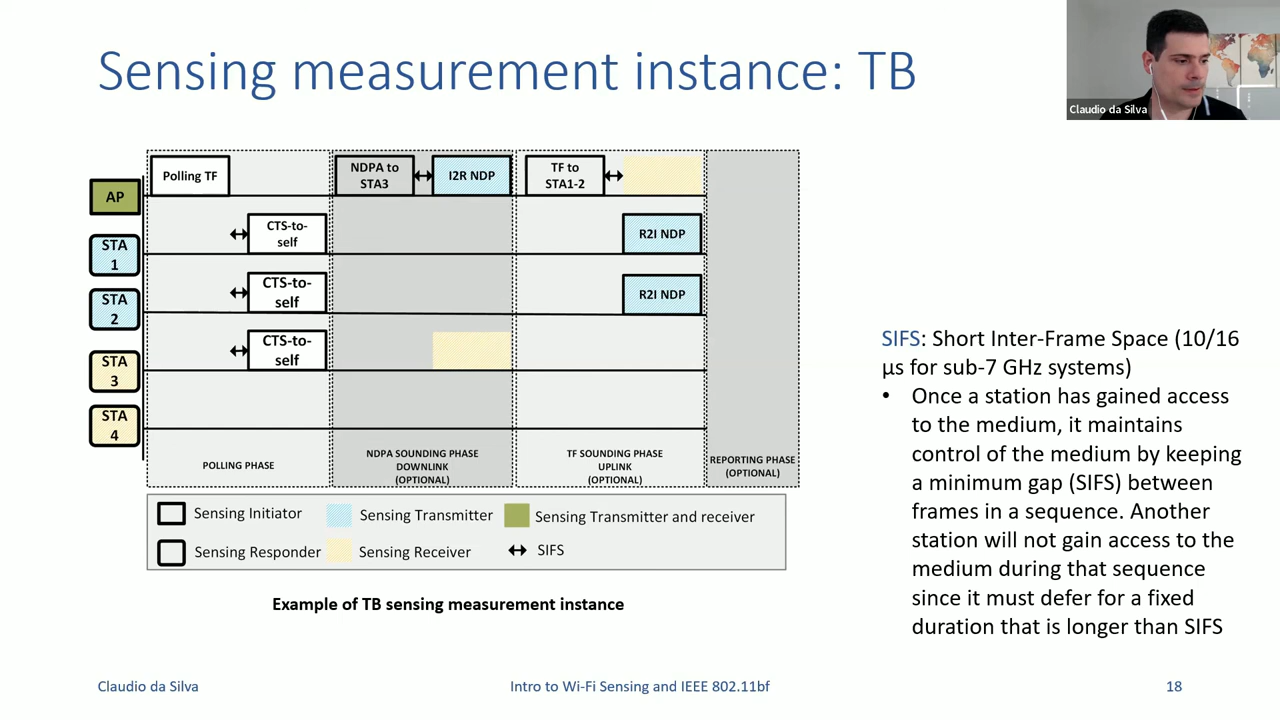 Sensing measurement instance: TB
Claudio da Silva
Polling TF
NDPA to
STA3
I2R NDP
TF to
STA1-2
AP
CTS-to-
self
R2I NDP
STA
1
CTS-to-
self
R2I NDP
STA
2
CTS-to-
self
STA
3
STA
4
POLLING PHASE
NDPA SOUNDING PHASE
DOWNLINK
(OPTIONAL)
TF SOUNDING PHASE
UPLINK
(OPTIONAL)
REPORTING PHASE
(OPTIONAL)
Sensing Initiator
Sensing Transmitter
Sensing Transmitter and receiver
Sensing Responder
Sensing Receiver
SIFS
Example of TB sensing measurement instance
SIFS: Short Inter-Frame Space (10/16
µs for sub-7 GHz systems)
• Once a station has gained access
to the medium, it maintains
control of the medium by keeping
a minimum gap (SIFS) between
frames in a sequence. Another
station will not gain access to the
medium during that sequence
since it must defer for a fixed
duration that is longer than SIFS
Claudio da Silva
Intro to Wi-Fi Sensing and IEEE 802.11bf
18